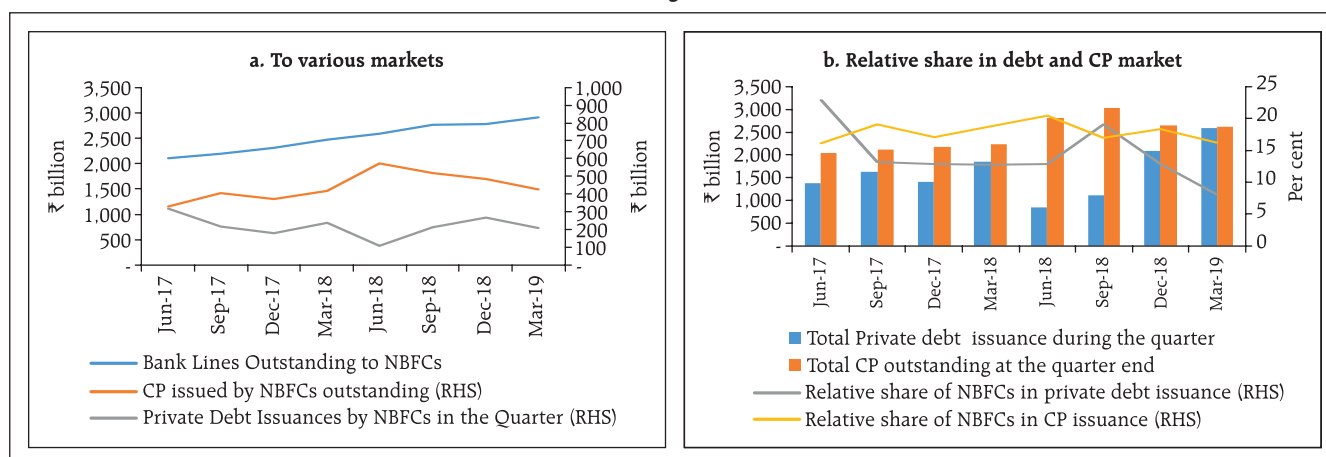 a. To various markets
3,500
3,000
2,500
2,000
1,500
1,000
500
-
₹ billion
1,000
900
800
700
600
500
400
300
200
100
-
₹ billion
Jun-17
Sep-17
Dec-17
Mar-18
Jun-18
Sep-18
Dec-18
Mar-19
Bank Lines Outstanding to NBFCs
CP issued by NBFCs outstanding (RHS)
Private Debt Issuances by NBFCs in the Quarter (RHS)
b. Relative share in debt and CP market
3,500
3,000
2,500
2,000
1,500
1,000
500
-
₹ billion
25
20
15
10
5
0
Per cent
Jun-17
Sep-17
Dec-17
Mar-18
Jun-18
Sep-18
Dec-18
Mar-19
Total Private debt issuance during the quarter
Total CP outstanding at the quarter end
Relative share of NBFCs in private debt issuance (RHS)
Relative share of NBFCs in CP issuance (RHS)